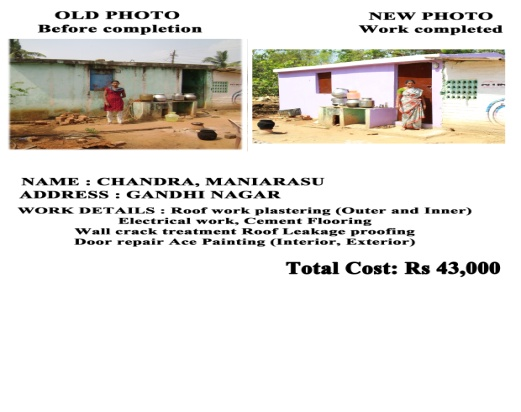 OLD PHOTO
Before completion
NEW PHOTO
Work completed
NAME : CHANDRA, MANIARASU
ADDRESS : GANDHI NAGAR
WORK DETAILS : Roof work plastering (Outer and Inner)
Electrical work, Cement Flooring
Wall crack treatment Roof Leakage proofing
Door repair Ace Painting (Interior, Exterior)
Total Cost: Rs 43,000